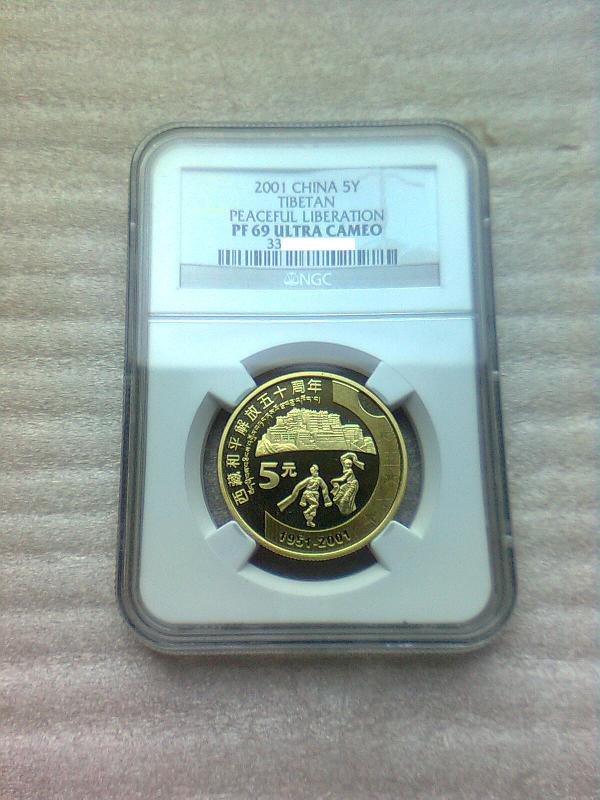 2001 CHINA 5Y
TIBETAN
PEACEFUL LIBERATION
PF 69 ULTRA CAMEO
33
NGC
西藏和平解放五十周年
5元
1951-2001